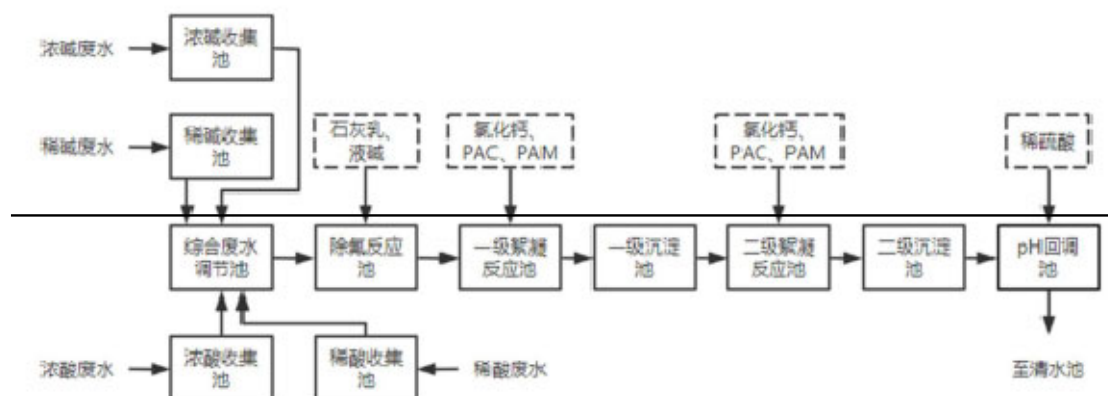 浓碱废水
浓碱收集
池
稀碱废水
稀碱收集
池
石灰乳、
液碱
氯化钙、
PAC、PAM
氯化钙、
PAC、PAM
稀硫酸
综合废水
调节池
除氟反应
池
一级絮凝
反应池
一级沉淀
池
二级絮凝
反应池
二级沉淀
池
pH回调
池
浓酸废水
浓酸收集
池
稀酸收集
池
稀酸废水
至清水池